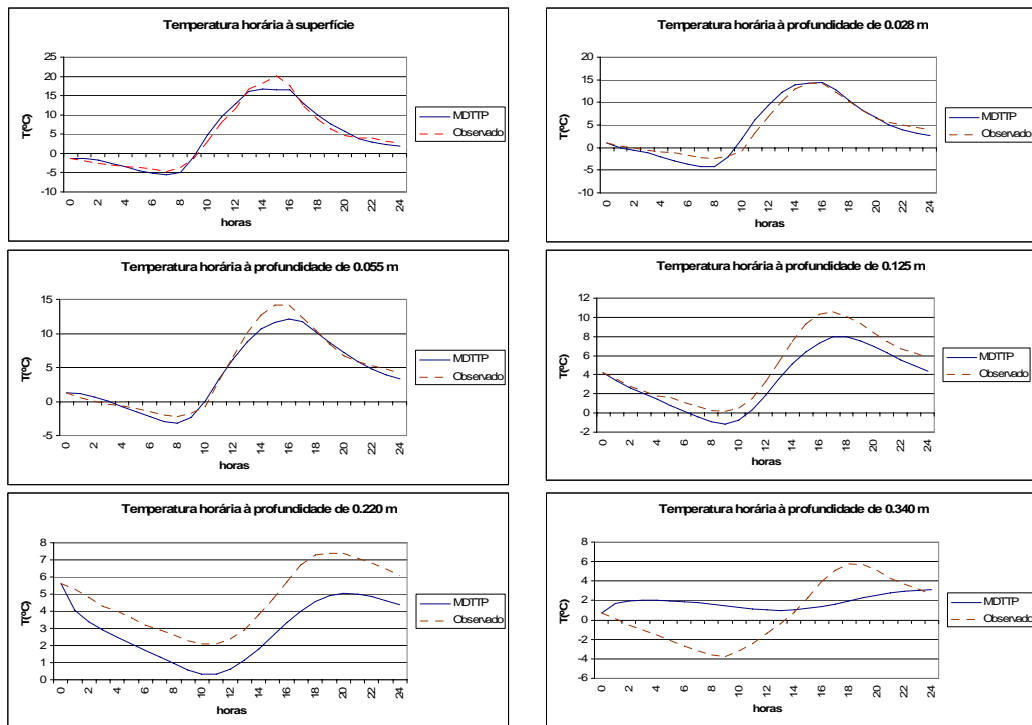 Temperatura horária à superfície
25
20
15
10
5
0
-5
-10
T(ºC)
0 2 4 6 8 10 12 14 16 18 20 22 24
horas
MDTTP
Observado
Temperatura horária à profundidade de 0.028 m
20
15
10
5
0
-5
-10
T(ºC)
0 2 4 6 8 10 12 14 16 18 20 22 24
horas
MDTTP
Observado
Temperatura horária à profundidade de 0.055 m
15
10
5
0
-5
T(ºC)
0 2 4 6 8 10 12 14 16 18 20 22 24
horas
MDTTP
Observado
Temperatura horária à profundidade de 0.125 m
12
10
8
6
4
2
0
-2
T(ºC)
0 2 4 6 8 10 12 14 16 18 20 22 24
horas
MDTTP
Observado
Temperatura horária à profundidade de 0.220 m
8
7
6
5
4
3
2
1
0
T(ºC)
0 2 4 6 8 10 12 14 16 18 20 22 24
horas
MDTTP
Observado
Temperatura horária à profundidade de 0.340 m
8
6
4
2
0
-2
-4
-6
T(ºC)
0 2 4 6 8 10 12 14 16 18 20 22 24
horas
MDTTP
Observado